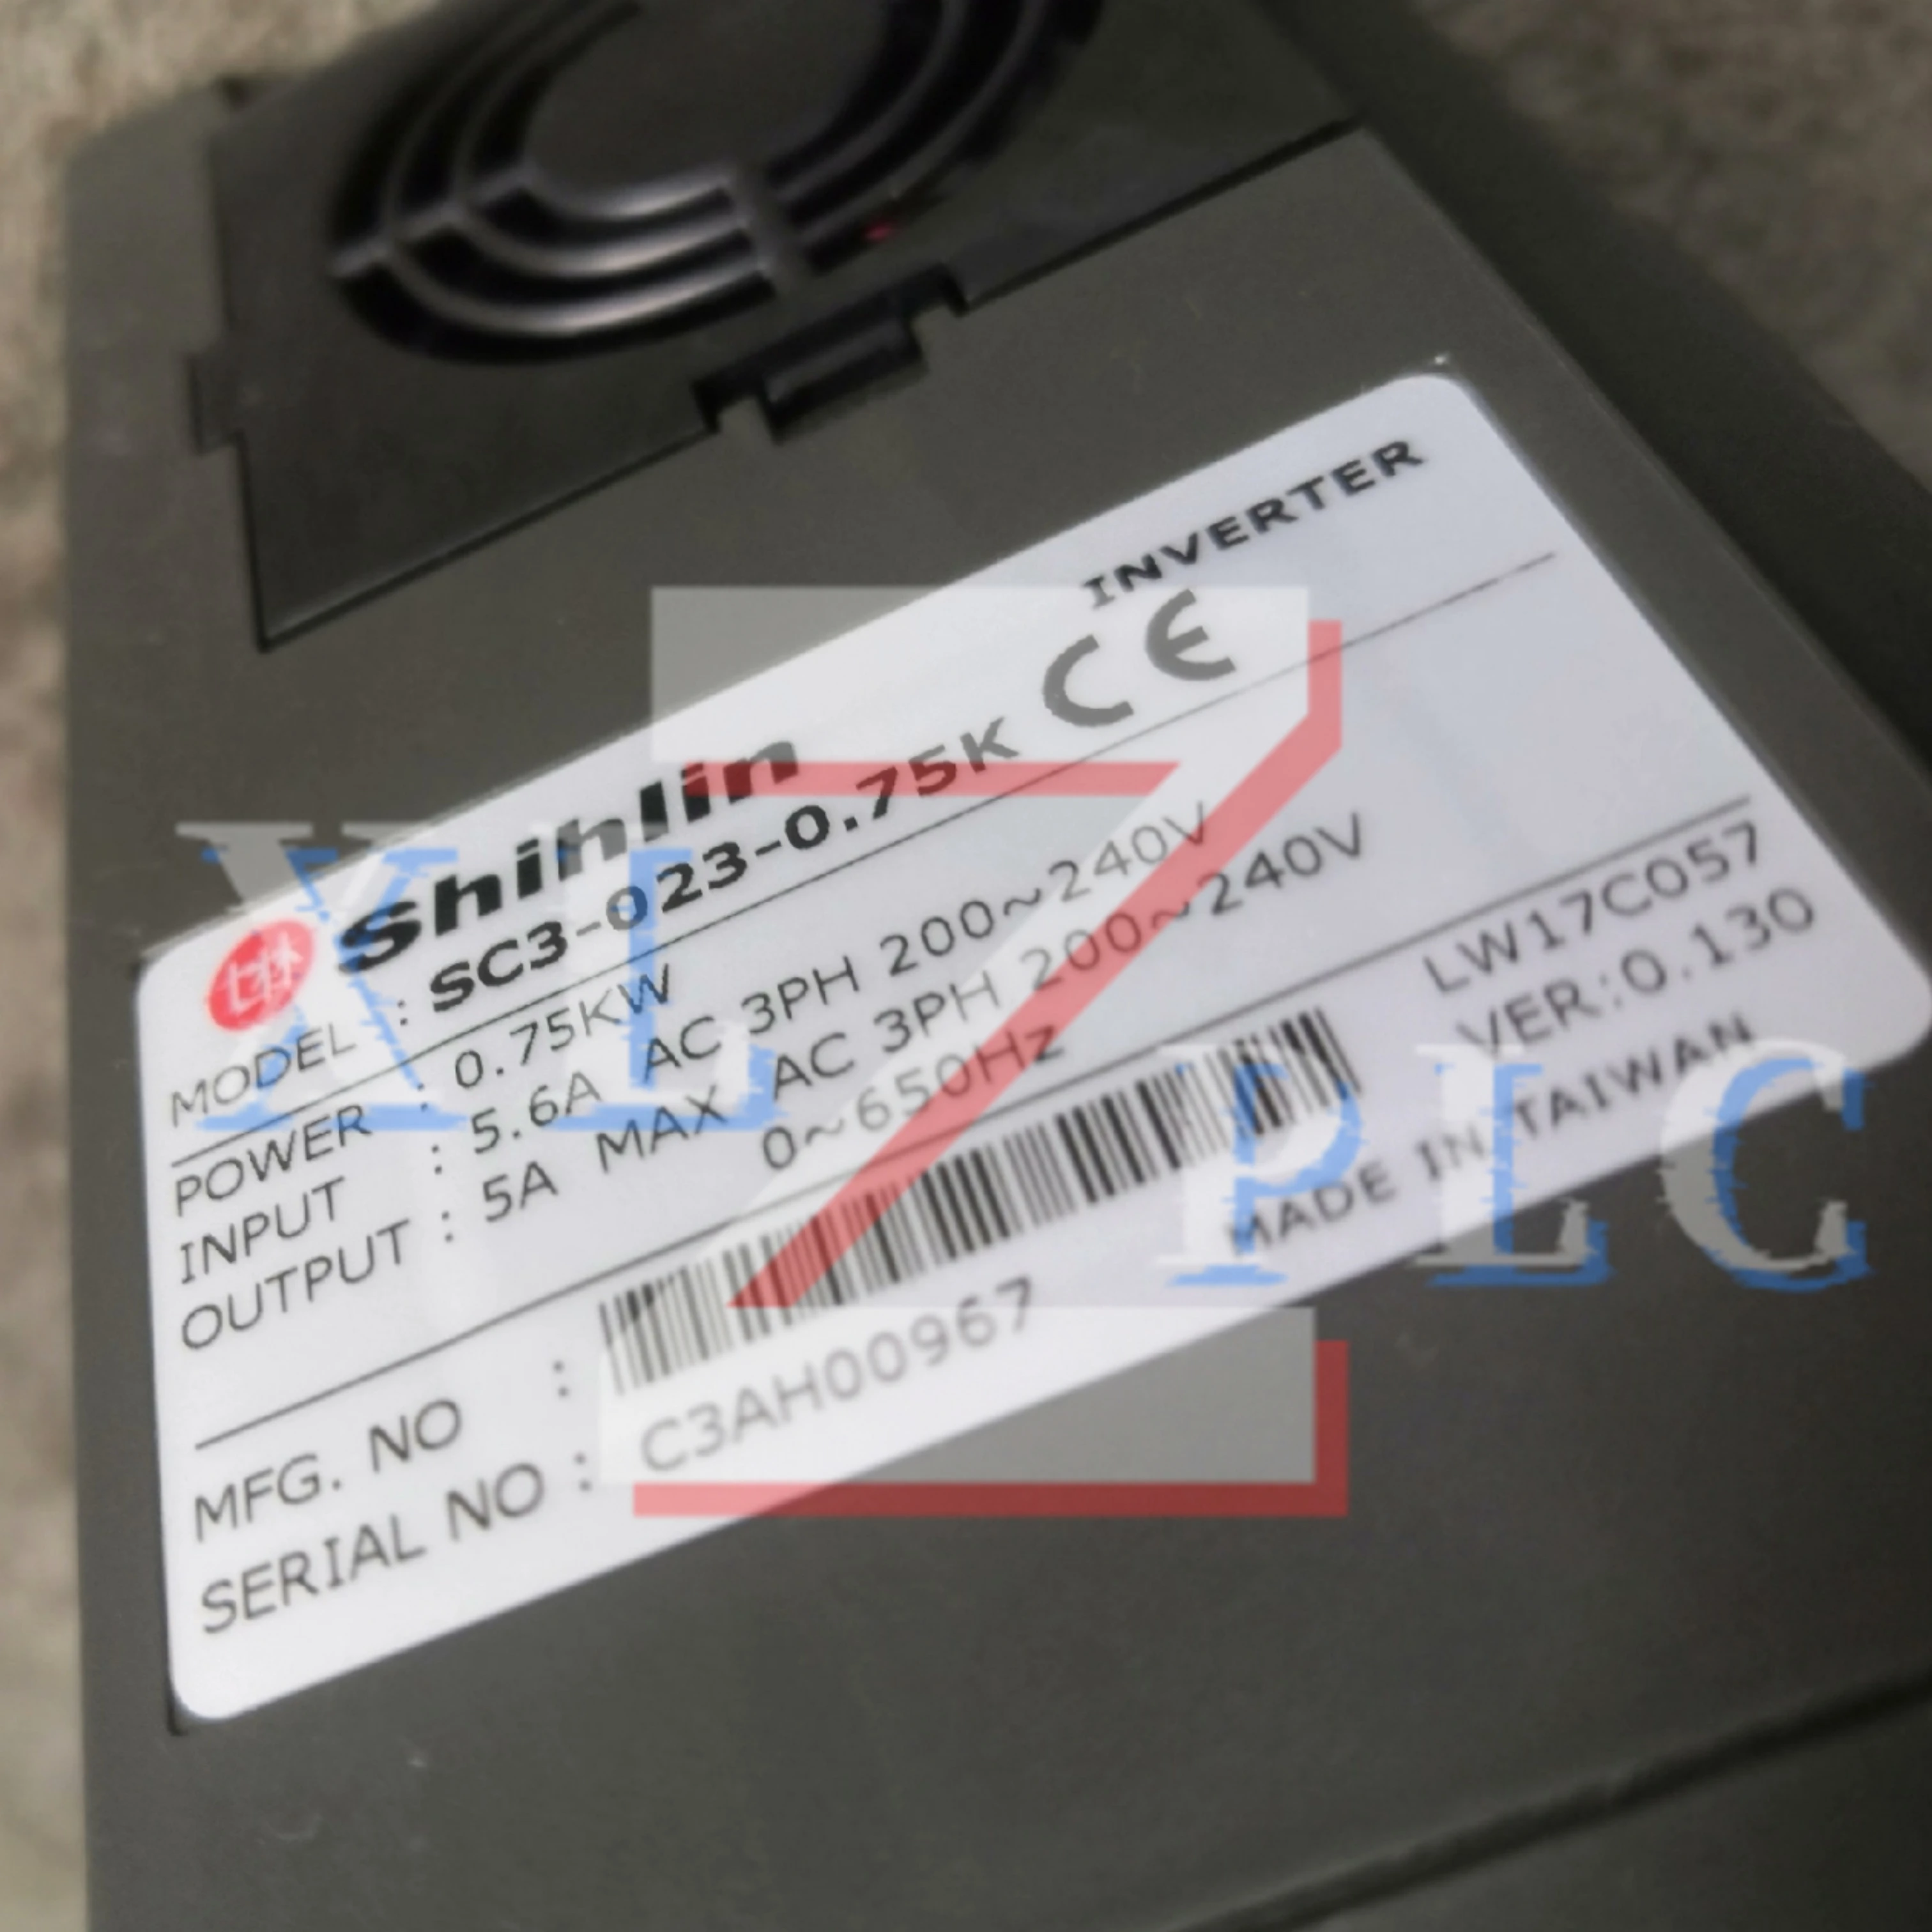 Shihlin INVERTER
MODEL : SC3-023-0.75K CE
POWER : 0.75KW
INPUT : 5.6A AC 3PH 200~240V
OUTPUT : 5A MAX AC 3PH 200~240V
0~650Hz
LW17C057
MFG. NO : VER:0.130
SERIAL NO : C3AH00967 MADE IN TAIWAN
XLZPLC